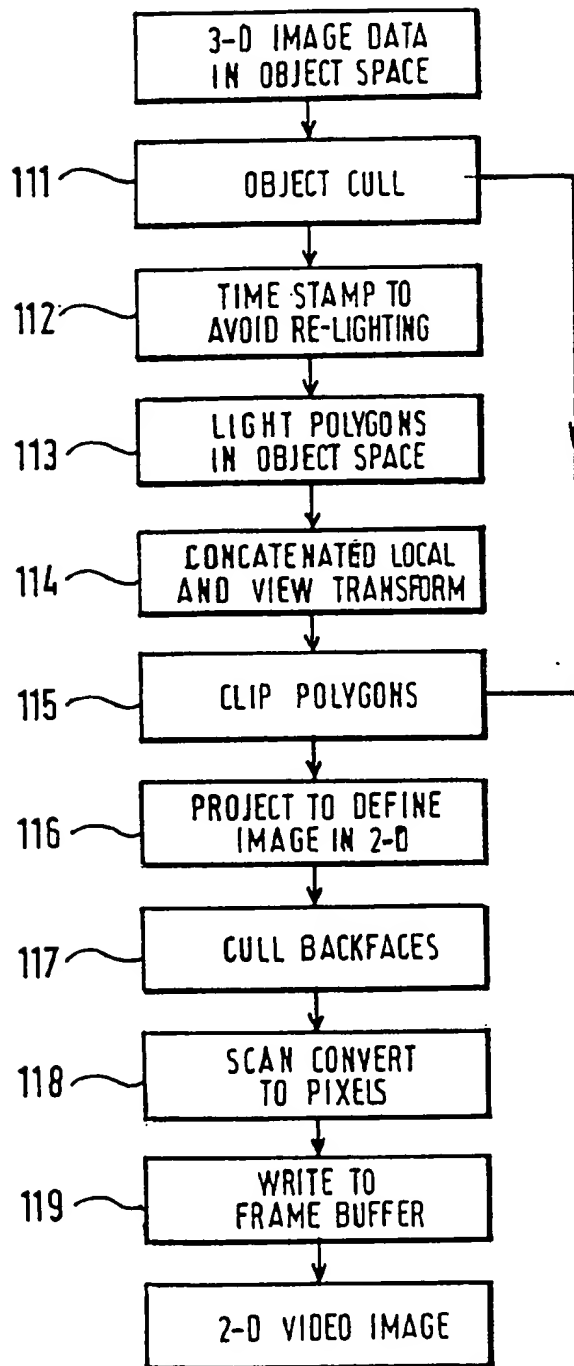 3-D IMAGE DATA
IN OBJECT SPACE
111
OBJECT CULL
112
TIME STAMP TO
AVOID RE-LIGHTING
113
LIGHT POLYGONS
IN OBJECT SPACE
114
CONCATENATED LOCAL
AND VIEW TRANSFORM
115
CLIP POLYGONS
116
PROJECT TO DEFINE
IMAGE IN 2-D
117
CULL BACKFACES
118
SCAN CONVERT
TO PIXELS
119
WRITE TO
FRAME BUFFER
2-D VIDEO IMAGE